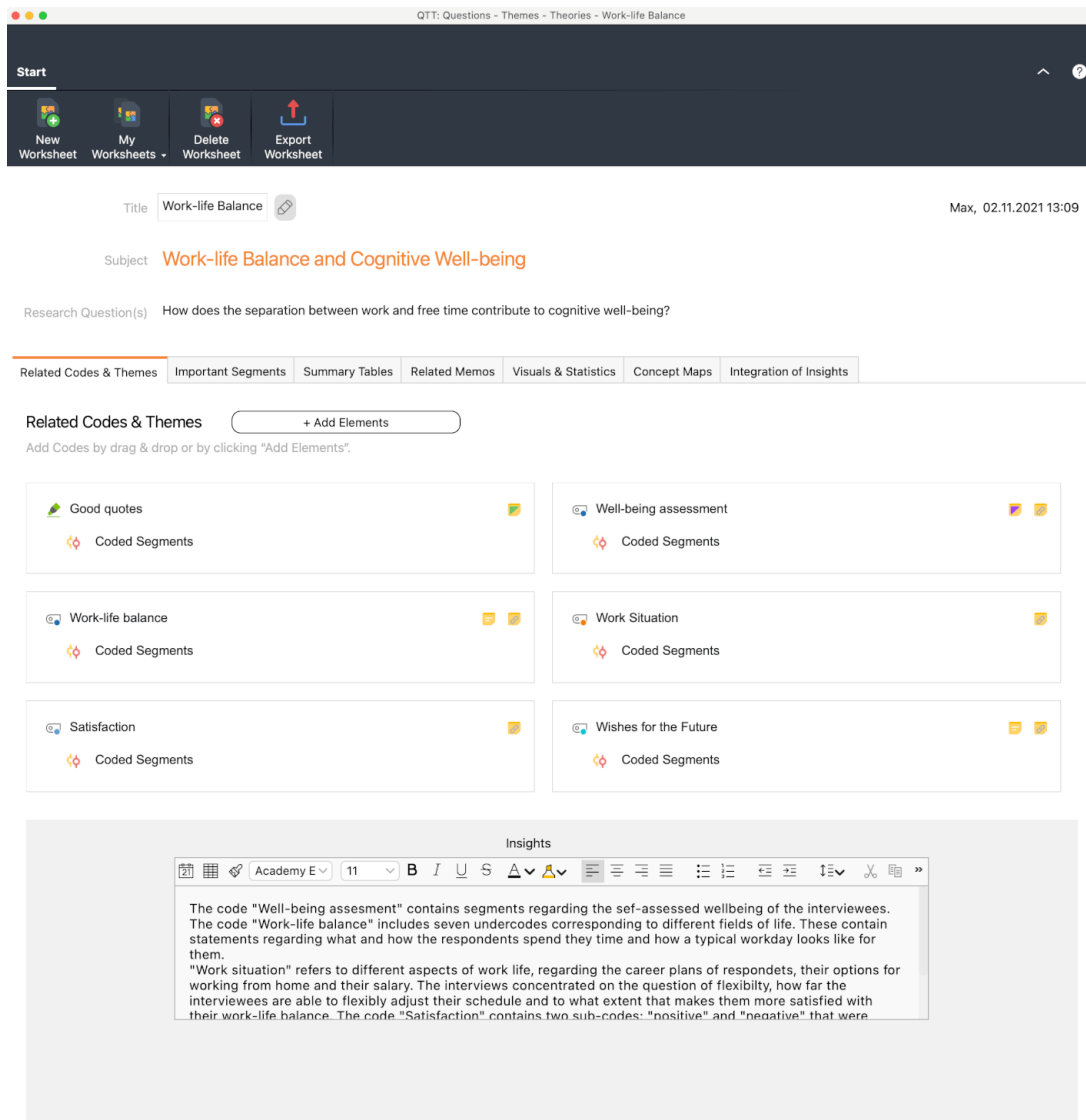 QTT: Questions - Themes - Theories - Work-life Balance
Start
?
New Worksheet
My Worksheets
Delete Worksheet
Export Worksheet
Title Work-life Balance
Max, 02.11.2021 13:09
Subject Work-life Balance and Cognitive Well-being
Research Question(s) How does the separation between work and free time contribute to cognitive well-being?
Related Codes & Themes Important Segments Summary Tables Related Memos Visuals & Statistics Concept Maps Integration of Insights
Related Codes & Themes + Add Elements
Add Codes by drag & drop or by clicking “Add Elements”.
Good quotes
Coded Segments
Well-being assessment
Coded Segments
Work-life balance
Coded Segments
Work Situation
Coded Segments
Satisfaction
Coded Segments
Wishes for the Future
Coded Segments
Insights
21 Academy E 11 B I U S A »
The code "Well-being assesment" contains segments regarding the sef-assessed wellbeing of the interviewees.
The code "Work-life balance" includes seven undercodes corresponding to different fields of life. These contain
statements regarding what and how the respondents spend they time and how a typical workday looks like for
them.
"Work situation" refers to different aspects of work life, regarding the career plans of respondets, their options for
working from home and their salary. The interviews concentrated on the question of flexibilty, how far the
interviewees are able to flexibly adjust their schedule and to what extent that makes them more satisfied with
their work-life balance. The code "Satisfaction" contains two sub-codes: "positive" and "negative" that were